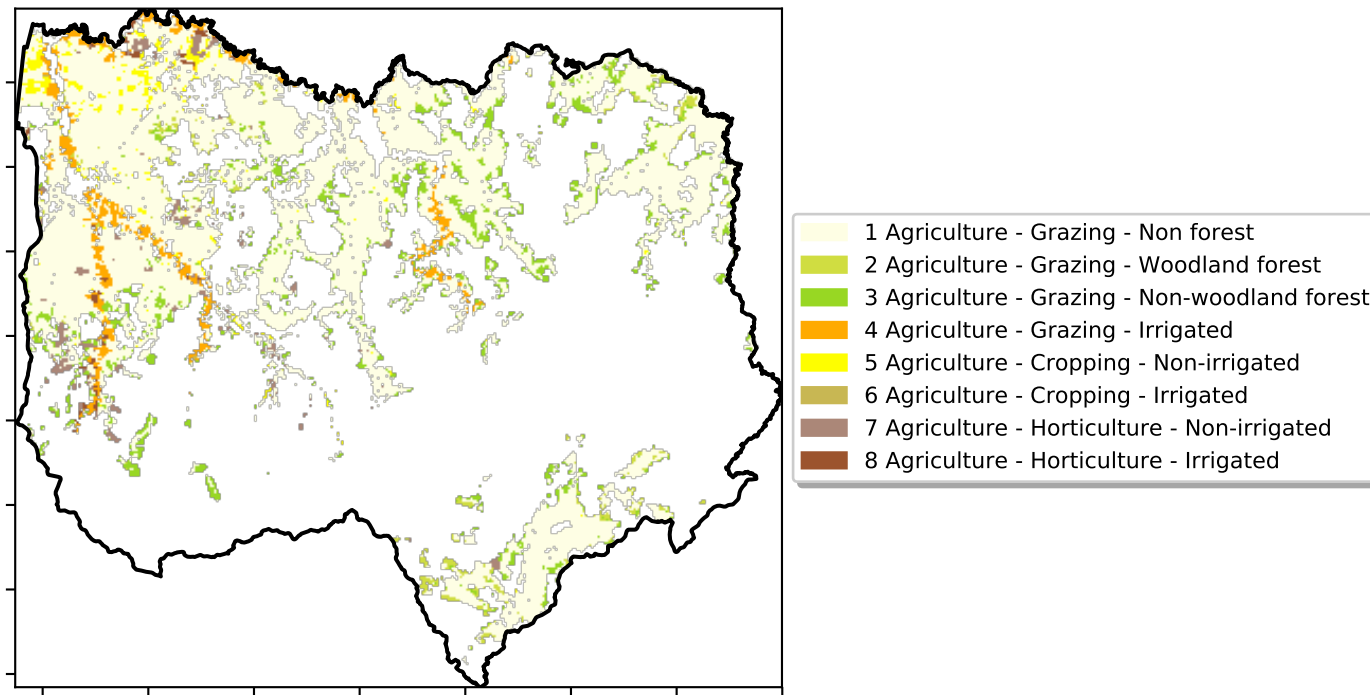 1 Agriculture - Grazing - Non forest
2 Agriculture - Grazing - Woodland forest
3 Agriculture - Grazing - Non-woodland forest
4 Agriculture - Grazing - Irrigated
5 Agriculture - Cropping - Non-irrigated
6 Agriculture - Cropping - Irrigated
7 Agriculture - Horticulture - Non-irrigated
8 Agriculture - Horticulture - Irrigated